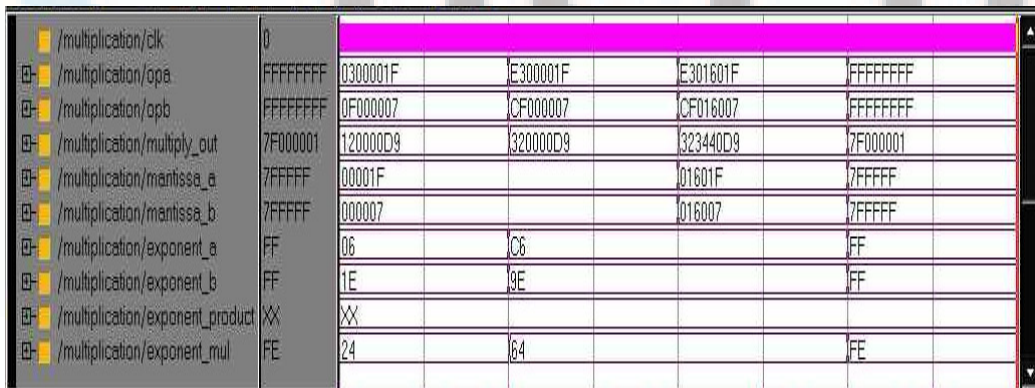 /multiplication/clk 0
/multiplication/opa FFFFFFFF 0300001F E300001F E301601F FFFFFFFF
/multiplication/opb FFFFFFFF 0F000007 CF000007 CF016007 FFFFFFFF
/multiplication/multiply_out 7F000001 120000D9 320000D9 323440D9 7F000001
/multiplication/mantissa_a 7FFFFF 00001F 01601F 7FFFFF
/multiplication/mantissa_b 7FFFFF 000007 016007 7FFFFF
/multiplication/exponent_a FF 06 C6 FF
/multiplication/exponent_b FF 1E 9E FF
/multiplication/exponent_product XX XX
/multiplication/exponent_mul FE 24 64 FE